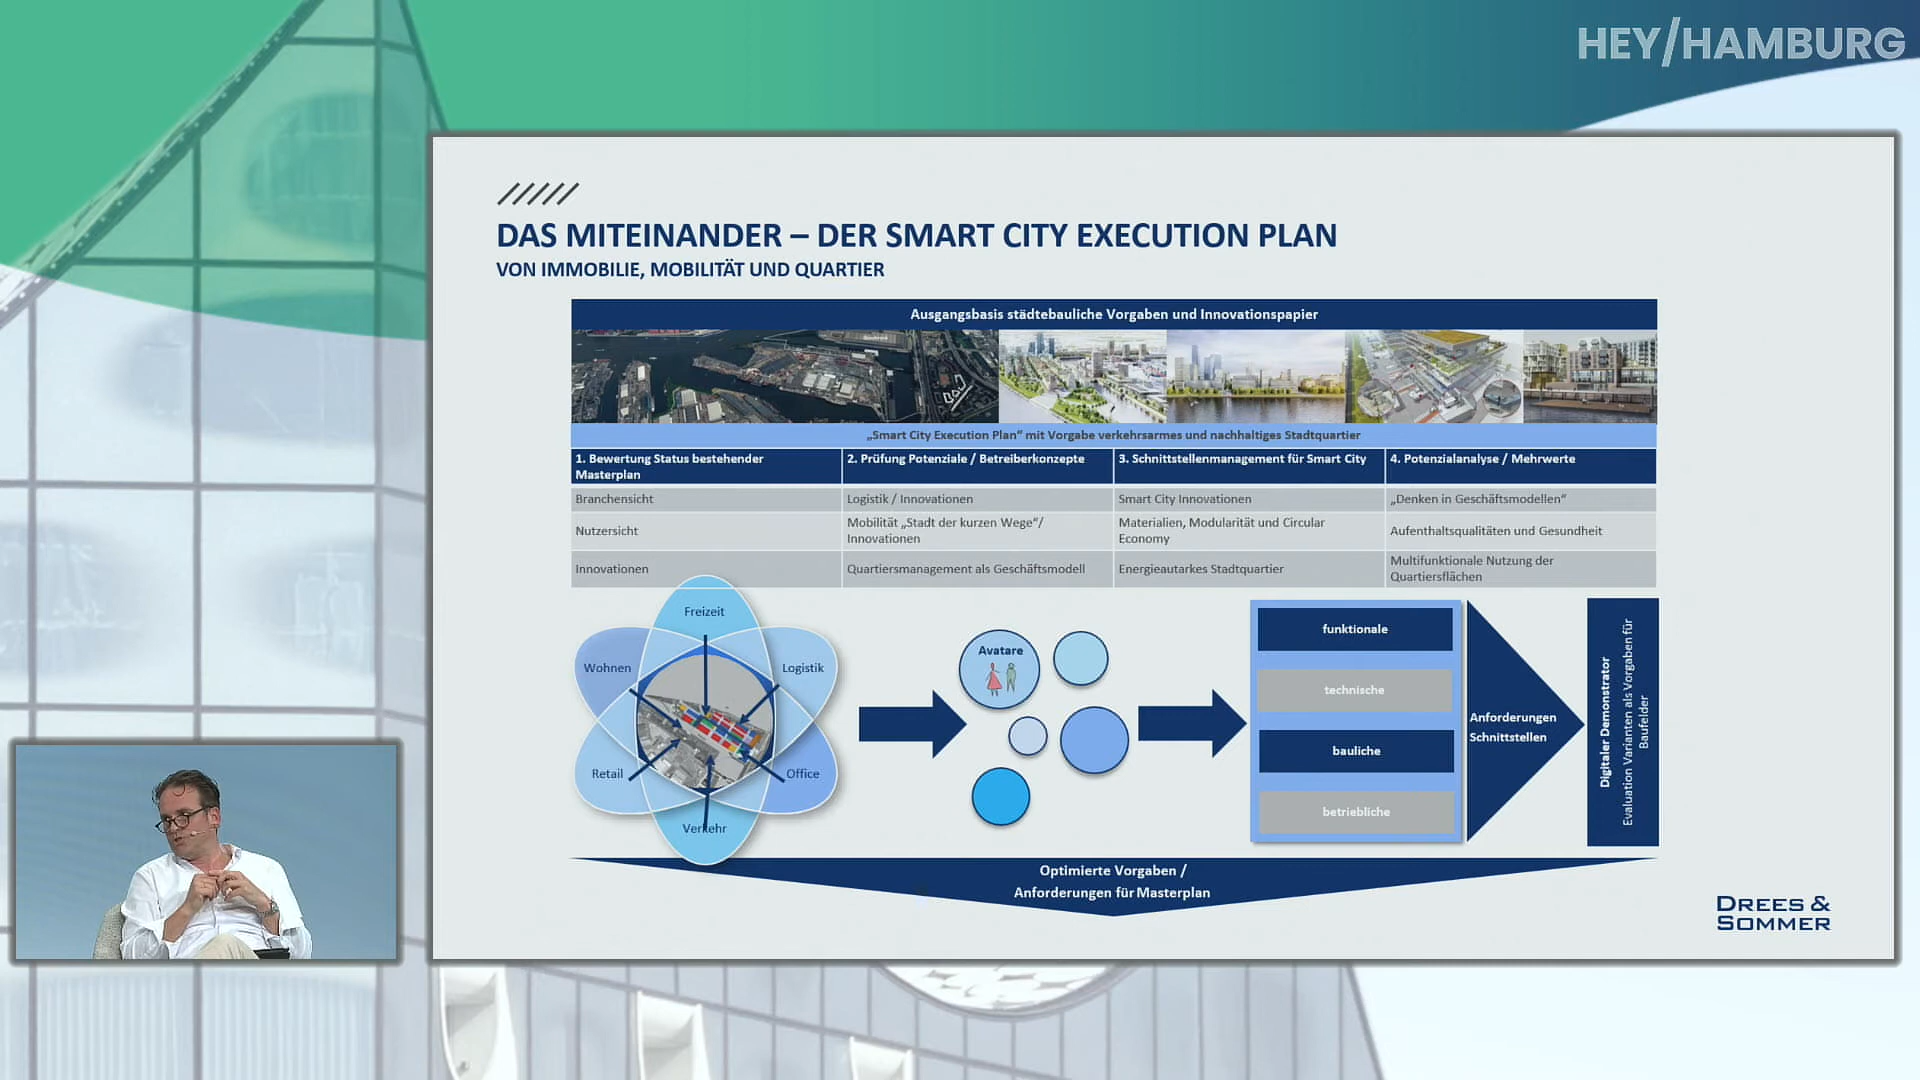 HEY/HAMBURG
DAS MITEINANDER – DER SMART CITY EXECUTION PLAN
VON IMMOBILIE, MOBILITÄT UND QUARTIER
Ausgangsbasis städtebauliche Vorgaben und Innovationspapier
„Smart City Execution Plan“ mit Vorgabe verkehrsarmes und nachhaltiges Stadtquartier
1. Bewertung Status bestehender
Masterplan
2. Prüfung Potenziale / Betreiberkonzepte
3. Schnittstellenmanagement für Smart City
4. Potenzialanalyse / Mehrwerte
Branchensicht
Logistik / Innovationen
Smart City Innovationen
„Denken in Geschäftsmodellen“
Nutzersicht
Mobilität „Stadt der kurzen Wege“/
Innovationen
Materialien, Modularität und Circular
Economy
Aufenthaltsqualitäten und Gesundheit
Innovationen
Quartiersmanagement als Geschäftsmodell
Energieautarkes Stadtquartier
Multifunktionale Nutzung der
Quartiersflächen
Freizeit
Wohnen
Logistik
Retail
Office
Verkehr
Avatare
funktionale
technische
bauliche
betriebliche
Anforderungen
Schnittstellen
Digitaler Demonstrator
Evaluation Varianten als Vorgaben für
Baufelder
Optimierte Vorgaben /
Anforderungen für Masterplan
DREES &
SOMMER